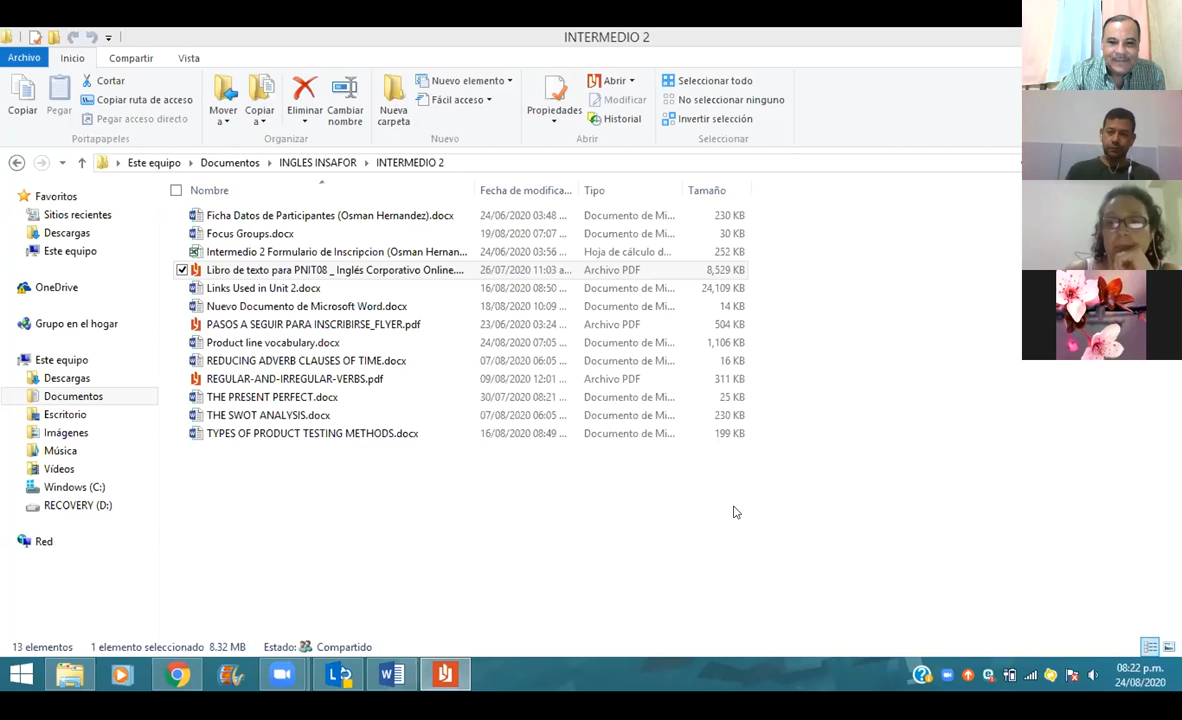 INTERMEDIO 2
Archivo Inicio Compartir Vista
Copiar Pegar Cortar Copiar ruta de acceso Pegar acceso directo Mover a Copiar a Eliminar Cambiar nombre Nueva carpeta Nuevo elemento Fácil acceso Propiedades Abrir Modificar Historial Seleccionar todo No seleccionar ninguno Invertir selección
Portapapeles Organizar Nuevo Abrir Seleccionar
Este equipo Documentos INGLES INSAFOR INTERMEDIO 2
Nombre Fecha de modifica... Tipo Tamaño
Favoritos
Sitios recientes
Descargas
Este equipo
OneDrive
Grupo en el hogar
Este equipo
Descargas
Documentos
Escritorio
Imágenes
Música
Vídeos
Windows (C:)
RECOVERY (D:)
Red
Ficha Datos de Participantes (Osman Hernandez).docx 24/06/2020 03:48 ... Documento de Mi... 230 KB
Focus Groups.docx 19/08/2020 07:07 ... Documento de Mi... 30 KB
Intermedio 2 Formulario de Inscripcion (Osman Hernan... 24/06/2020 03:56 ... Hoja de cálculo d... 252 KB
Libro de texto para PNIT08 _ Inglés Corporativo Online.... 26/07/2020 11:03 a... Archivo PDF 8,529 KB
Links Used in Unit 2.docx 16/08/2020 08:50 ... Documento de Mi... 24,109 KB
Nuevo Documento de Microsoft Word.docx 18/08/2020 10:09 ... Documento de Mi... 14 KB
PASOS A SEGUIR PARA INSCRIBIRSE_FLYER.pdf 23/06/2020 03:24 ... Archivo PDF 504 KB
Product line vocabulary.docx 24/08/2020 07:05 ... Documento de Mi... 1,106 KB
REDUCING ADVERB CLAUSES OF TIME.docx 07/08/2020 06:05 ... Documento de Mi... 16 KB
REGULAR-AND-IRREGULAR-VERBS.pdf 09/08/2020 12:01 ... Archivo PDF 311 KB
THE PRESENT PERFECT.docx 30/07/2020 08:21 ... Documento de Mi... 25 KB
THE SWOT ANALYSIS.docx 07/08/2020 06:05 ... Documento de Mi... 230 KB
TYPES OF PRODUCT TESTING METHODS.docx 16/08/2020 08:49 ... Documento de Mi... 199 KB
13 elementos 1 elemento seleccionado 8.32 MB Estado: Compartido
08:22 p.m.
24/08/2020